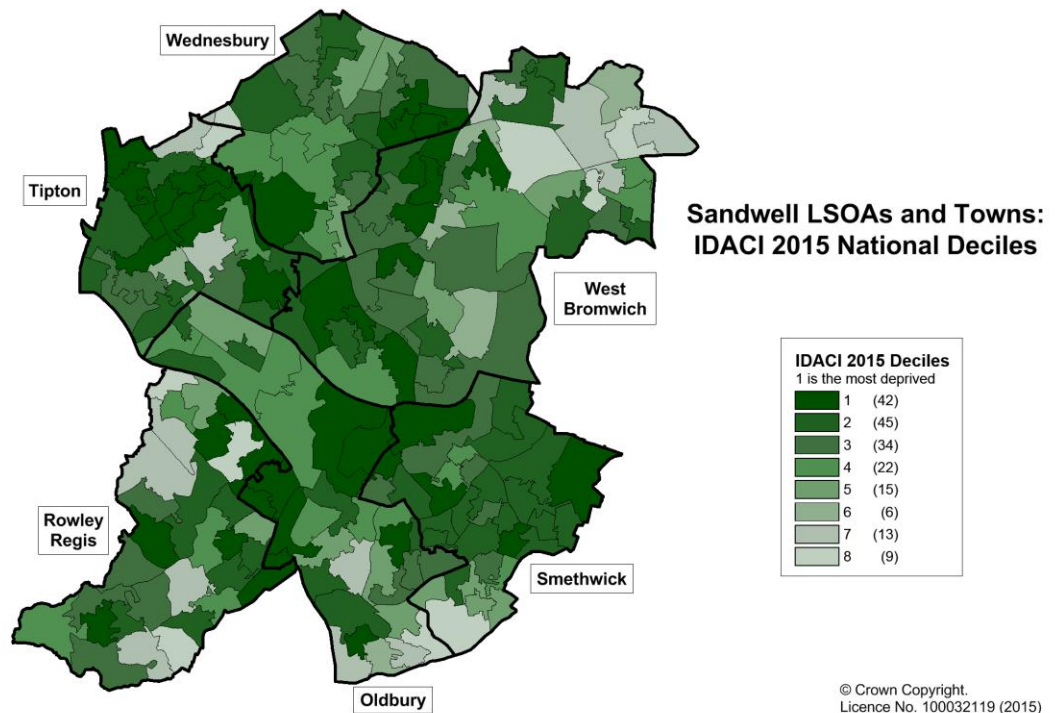 Wednesbury
Tipton
Sandwell LSOAs and Towns:
IDACI 2015 National Deciles
West
Bromwich
IDACI 2015 Deciles
1 is the most deprived
1 (42)
2 (45)
3 (34)
4 (22)
5 (15)
6 (6)
7 (13)
8 (9)
Rowley
Regis
Smethwick
Oldbury
© Crown Copyright.
Licence No. 100032119 (2015)